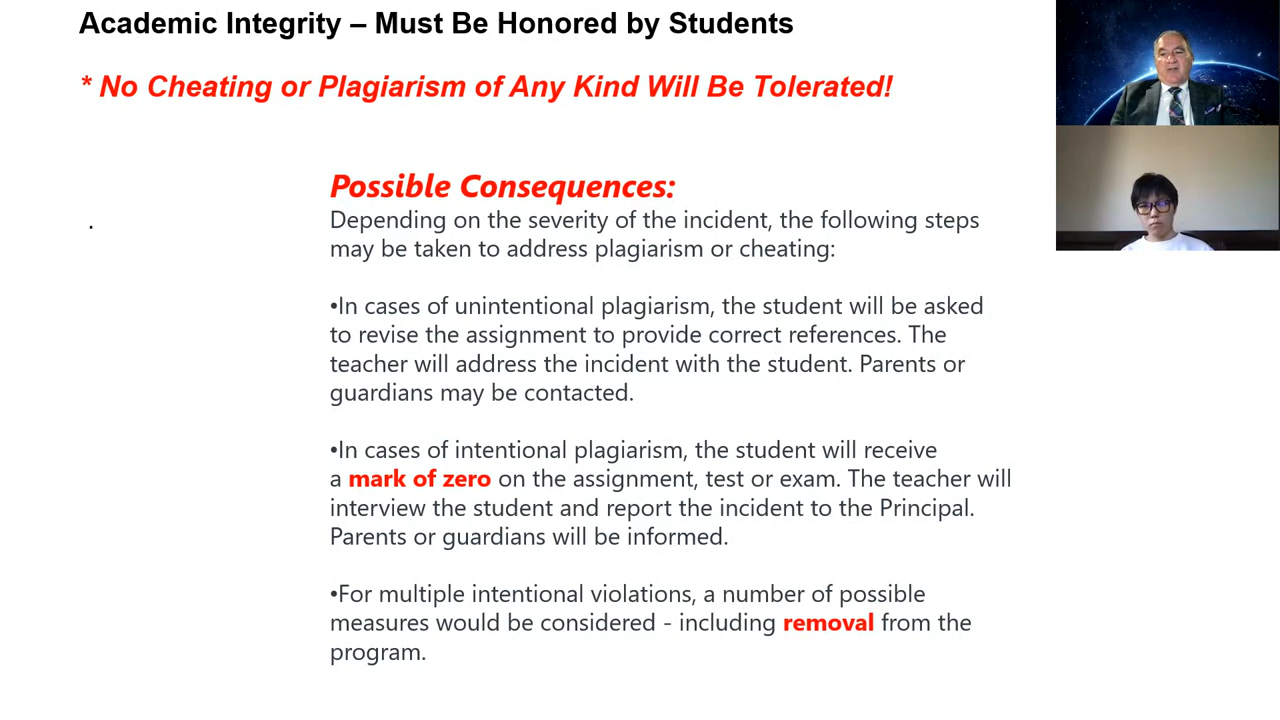 Academic Integrity – Must Be Honored by Students
* No Cheating or Plagiarism of Any Kind Will Be Tolerated!
Possible Consequences:
.
Depending on the severity of the incident, the following steps
may be taken to address plagiarism or cheating:
•In cases of unintentional plagiarism, the student will be asked
to revise the assignment to provide correct references. The
teacher will address the incident with the student. Parents or
guardians may be contacted.
•In cases of intentional plagiarism, the student will receive
a mark of zero on the assignment, test or exam. The teacher will
interview the student and report the incident to the Principal.
Parents or guardians will be informed.
•For multiple intentional violations, a number of possible
measures would be considered - including removal from the
program.